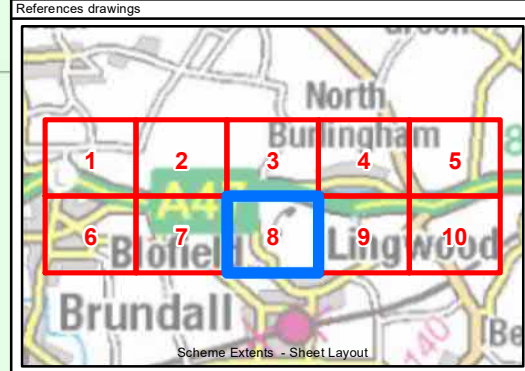 References drawings
North
Burlingham
1 2 3 4 5
A47
6 7 8 9 10
Blofield Lingwood
Brundall
140
Scheme Extents - Sheet Layout